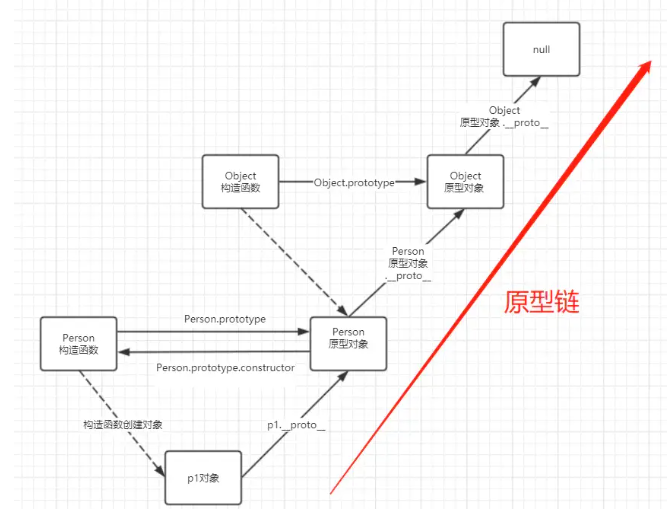 null
Object
原型对象 .__proto__
Object
构造函数
Object.prototype
Object
原型对象
Person
原型对象
.__proto__
原型链
Person
构造函数
Person.prototype
Person
原型对象
Person.prototype.constructor
构造函数创建对象
p1.__proto__
p1对象